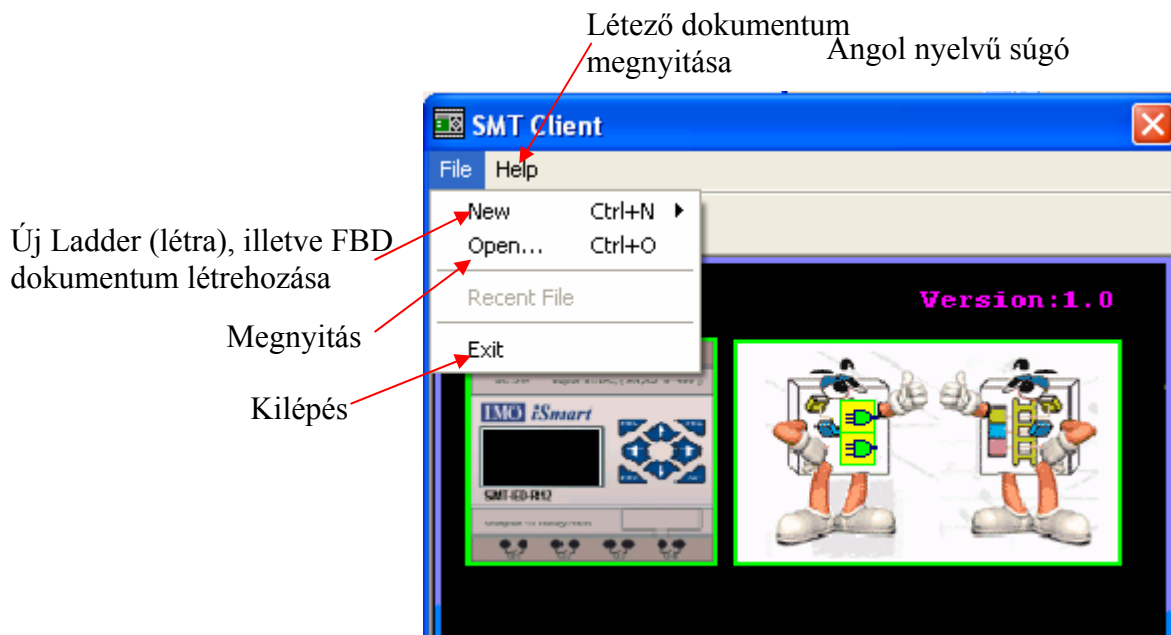 Létező dokumentum
megnyitása
Angol nyelvű súgó
SMT Client
File Help
New Ctrl+N
Open... Ctrl+O
Recent File
Exit
Új Ladder (létra), illetve FBD
dokumentum létrehozása
Megnyitás
Kilépés
Version:1.0
IMO iSmart
SMT-ED-R12